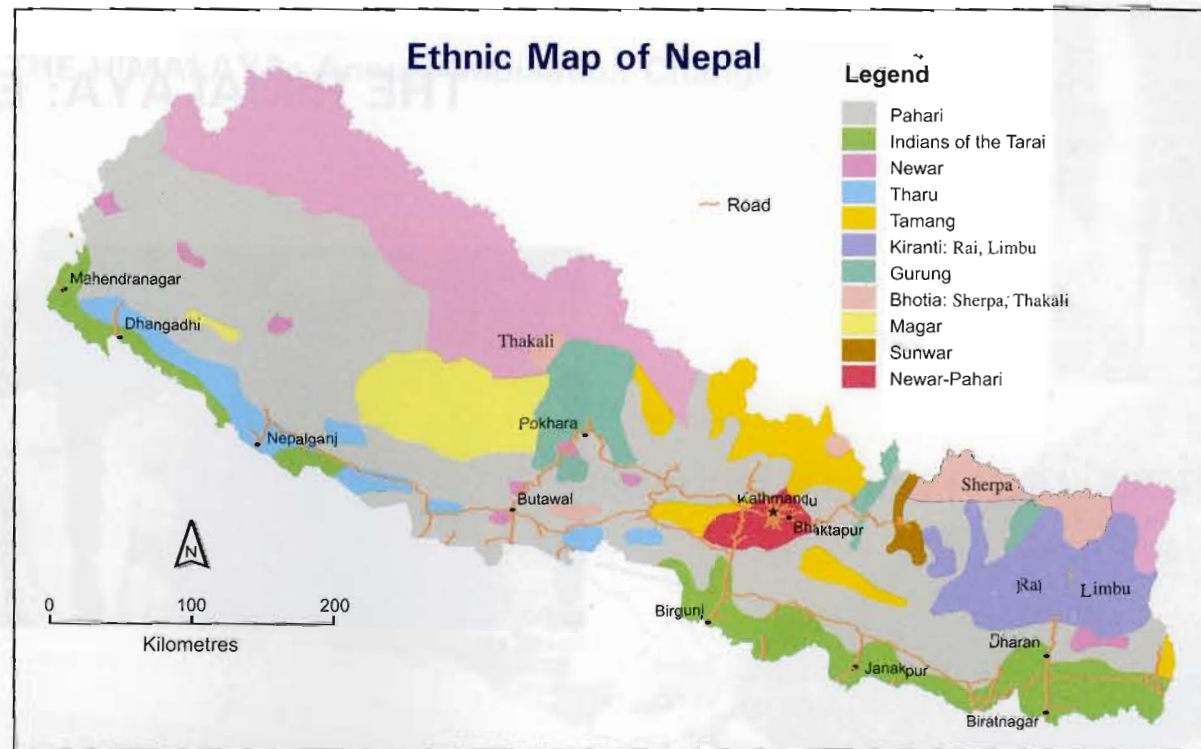 Ethnic Map of Nepal
Legend
Pahari
Indians of the Tarai
Newar
Tharu
Tamang
Kiranti: Rai, Limbu
Gurung
Bhotia: Sherpa, Thakali
Magar
Sunwar
Newar-Pahari
Road
Mahendranagar
Dhangadhi
Thakali
Nepalganj
Pokhara
Butawal
Kathmandu
Bhaktapur
Sherpa
Rai
Limbu
Birgunj
Dharan
Janakpur
Biratnagar
N
0 100 200
Kilometres